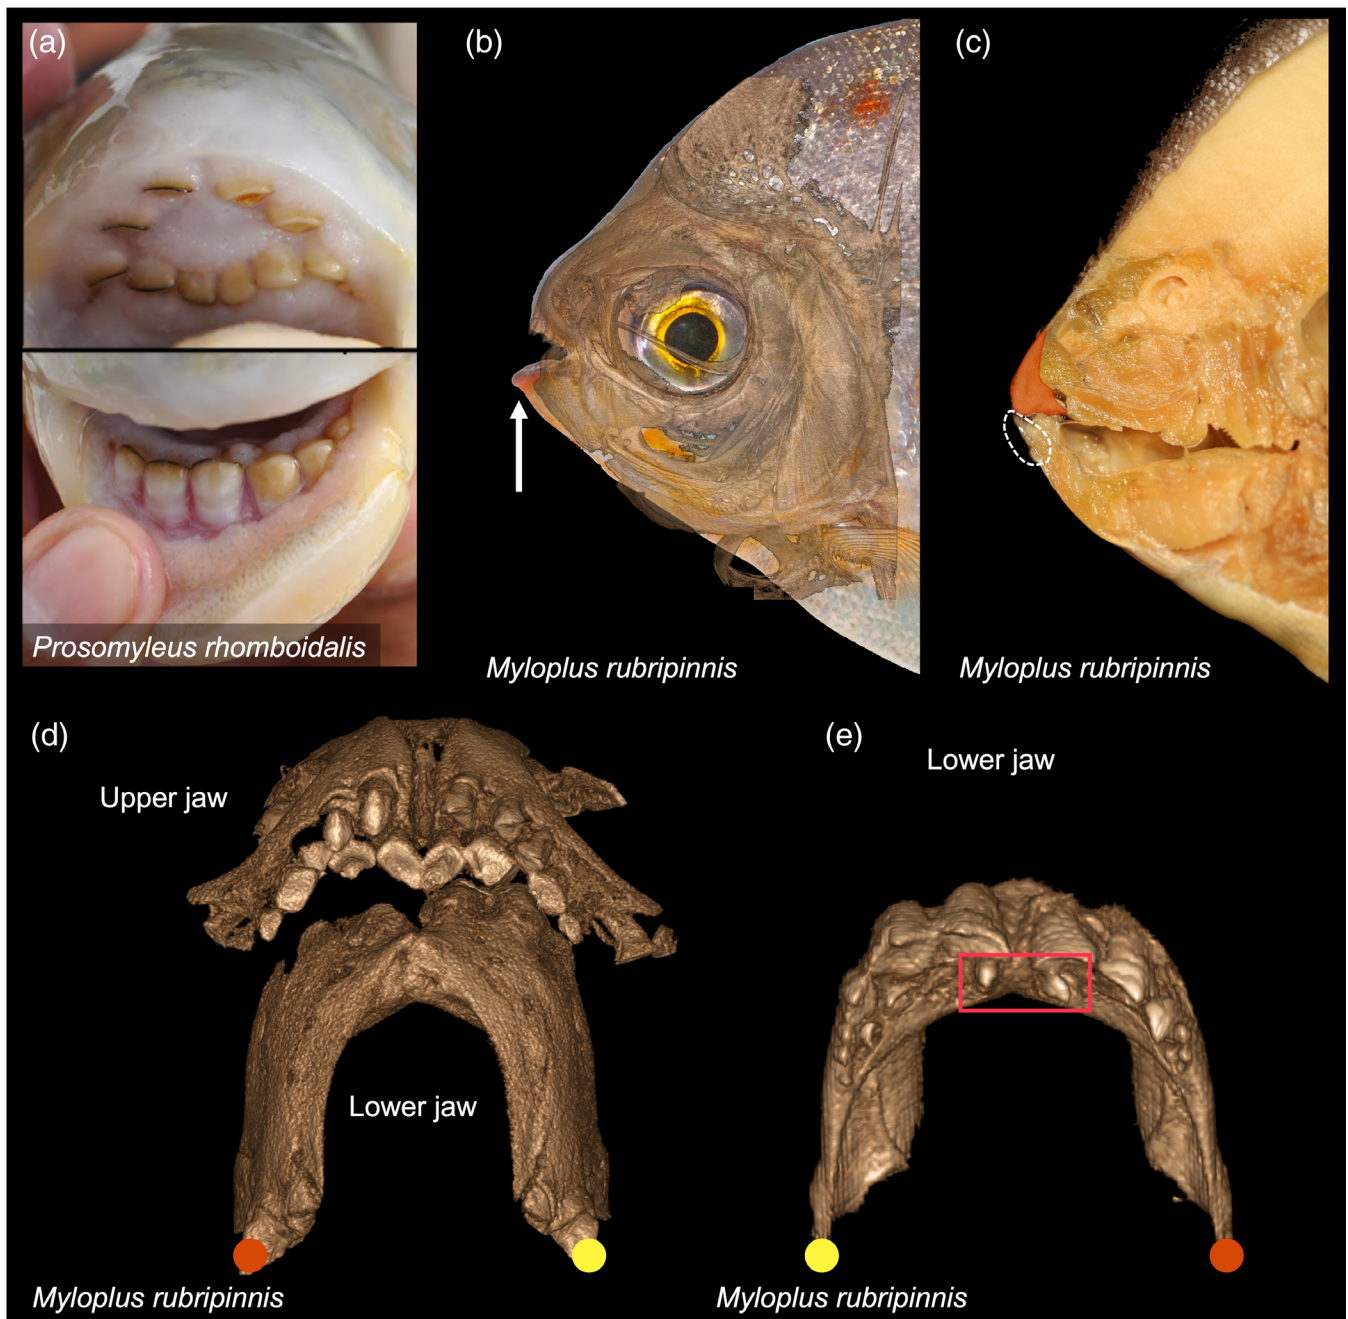 (a)
(b)
(c)
Prosomyleus rhomboidalis
Myloplus rubripinnis
Myloplus rubripinnis
(d)
Upper jaw
Lower jaw
Myloplus rubripinnis
(e)
Lower jaw
Myloplus rubripinnis